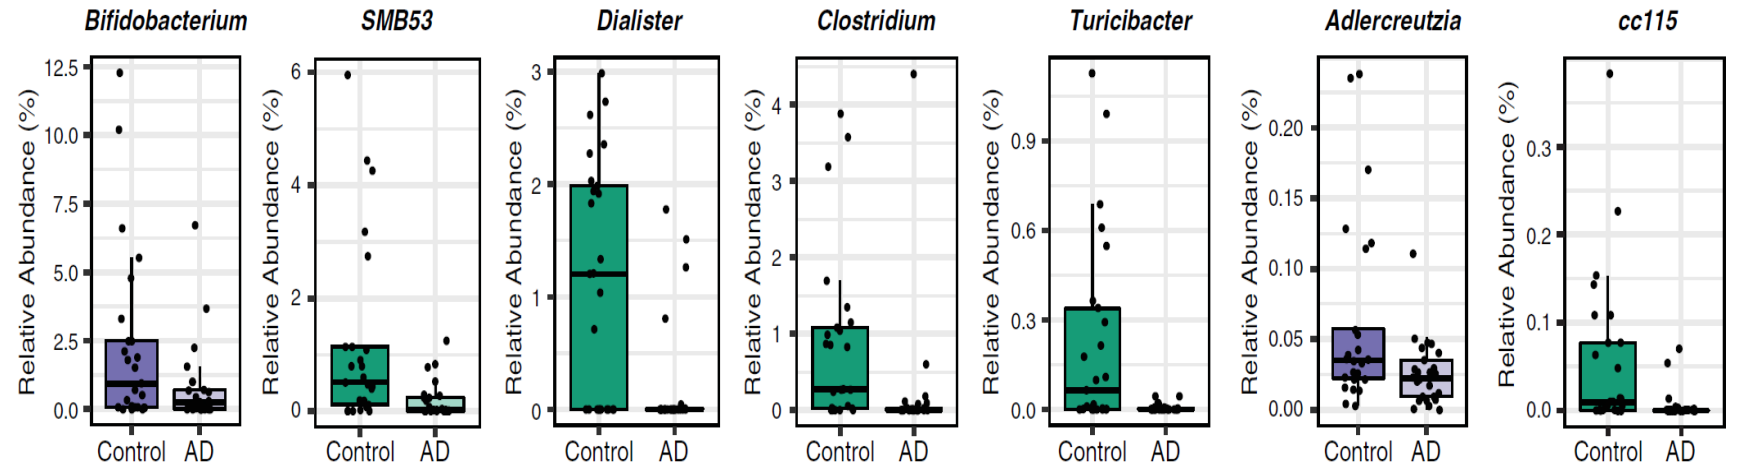 Bifidobacterium
SMB53
Dialister
Clostridium
Turicibacter
Adlercreutzia
cc115
Relative Abundance (%)
12.5
10.0
7.5
5.0
2.5
0.0
Control AD
Relative Abundance (%)
6
4
2
0
Control AD
Relative Abundance (%)
3
2
1
0
Control AD
Relative Abundance (%)
4
3
2
1
0
Control AD
Relative Abundance (%)
0.9
0.6
0.3
0.0
Control AD
Relative Abundance (%)
0.20
0.15
0.10
0.05
0.00
Control AD
Relative Abundance (%)
0.3
0.2
0.1
0.0
Control AD